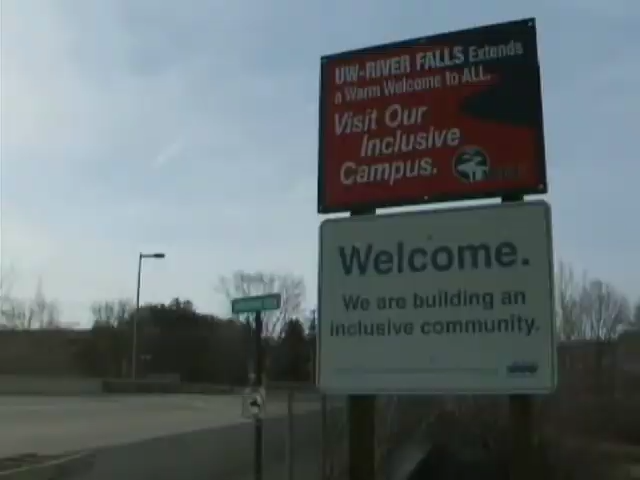 UW-RIVER FALLS Extends
a Warm Welcome to ALL.
Visit Our
Inclusive
Campus.
Welcome.
We are building an
inclusive community.